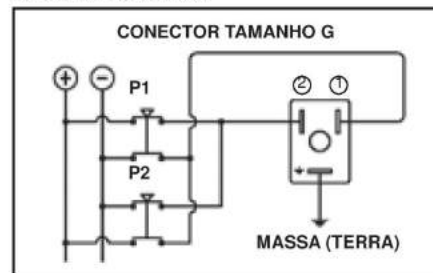 CONECTOR TAMANHO G
+ −
P1
② ①
P2
MASSA (TERRA)